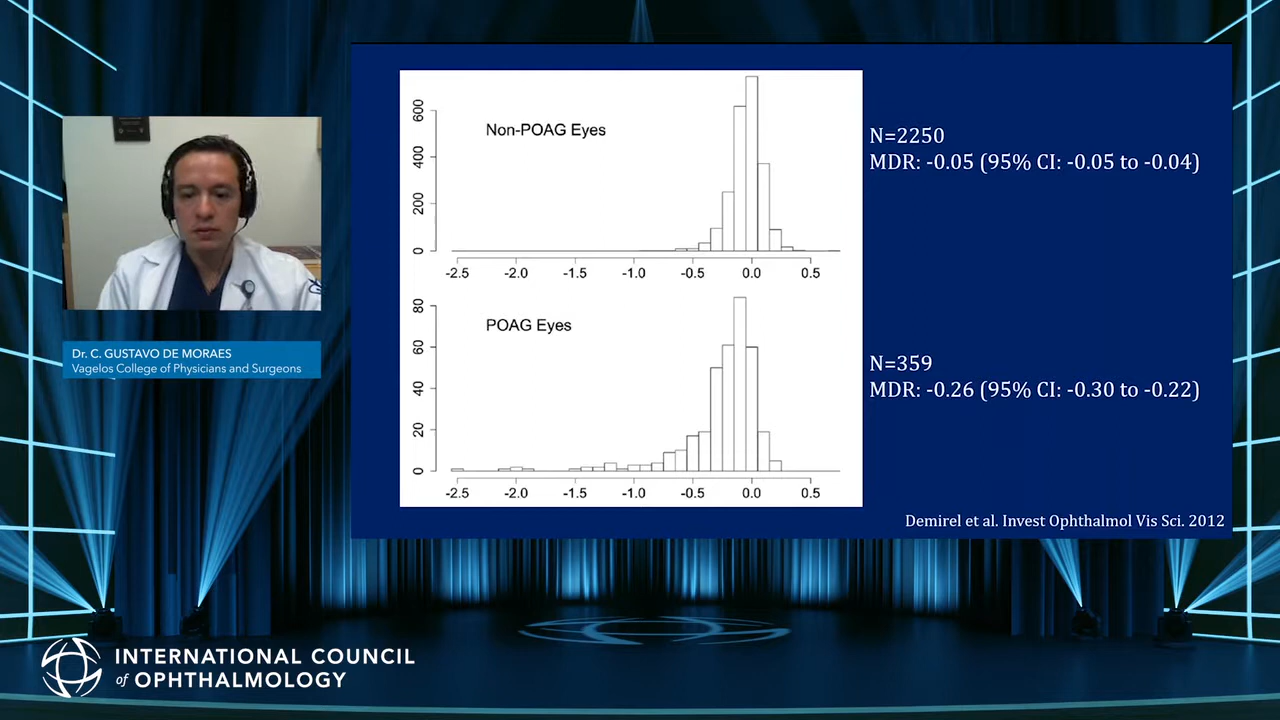 Non-POAG Eyes
600
400
200
0
-2.5 -2.0 -1.5 -1.0 -0.5 0.0 0.5
N=2250
MDR: -0.05 (95% CI: -0.05 to -0.04)
POAG Eyes
80
60
40
20
0
-2.5 -2.0 -1.5 -1.0 -0.5 0.0 0.5
N=359
MDR: -0.26 (95% CI: -0.30 to -0.22)
Demirel et al. Invest Ophthalmol Vis Sci. 2012
Dr. C. GUSTAVO DE MORAES
Vagelos College of Physicians and Surgeons
INTERNATIONAL COUNCIL
of OPHTHALMOLOGY